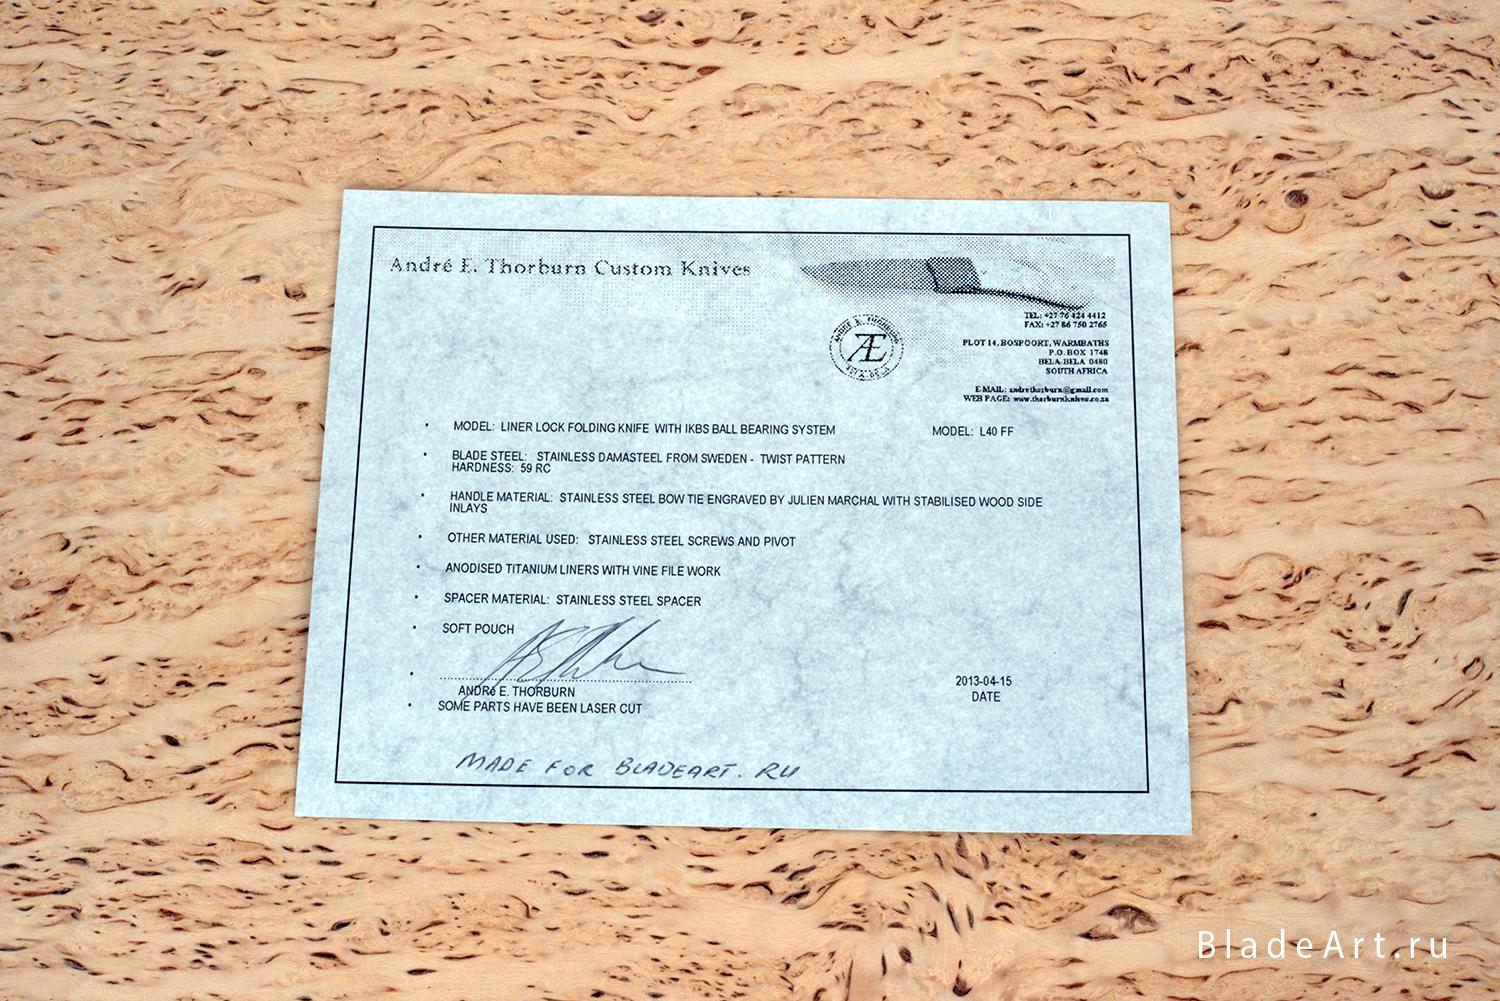 André E. Thorburn Custom Knives
TEL: +27 76 424 4412
FAX: +27 86 750 2765
ANDRÉ E. THORBURN
Æ
BELA-BELA
PLOT 14, BOSPOORT, WARMBATHS
P.O. BOX 1748
BELA-BELA 0480
SOUTH AFRICA
E-MAIL: andrethorburn@gmail.com
WEB PAGE: www.thorburnknives.co.za
• MODEL: LINER LOCK FOLDING KNIFE WITH IKBS BALL BEARING SYSTEM MODEL: L40 FF
• BLADE STEEL: STAINLESS DAMASTEEL FROM SWEDEN - TWIST PATTERN
HARDNESS: 59 RC
• HANDLE MATERIAL: STAINLESS STEEL BOW TIE ENGRAVED BY JULIEN MARCHAL WITH STABILISED WOOD SIDE
INLAYS
• OTHER MATERIAL USED: STAINLESS STEEL SCREWS AND PIVOT
• ANODISED TITANIUM LINERS WITH VINE FILE WORK
• SPACER MATERIAL: STAINLESS STEEL SPACER
• SOFT POUCH
2013-04-15
ANDRé E. THORBURN DATE
• SOME PARTS HAVE BEEN LASER CUT
MADE FOR BLADEART.RU
BladeArt.ru